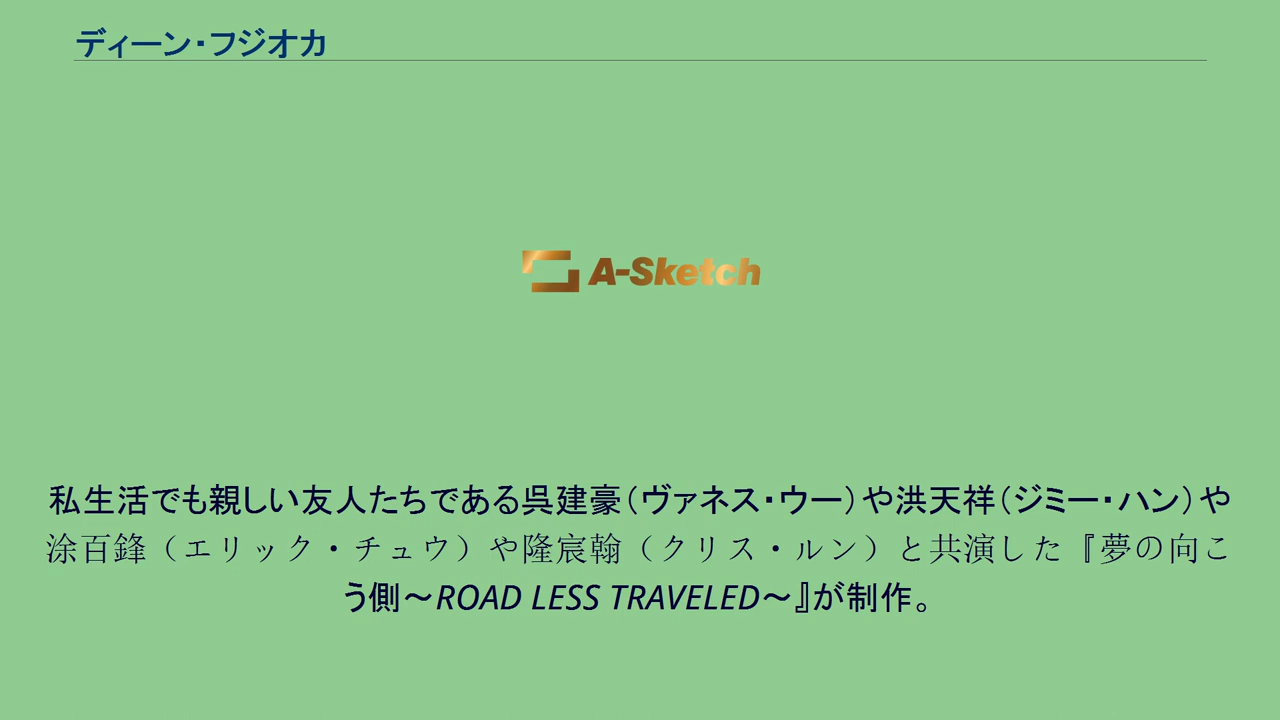 ディーン・フジオカ
A-Sketch
私生活でも親しい友人たちである呉建豪（ヴァネス・ウー）や洪天祥（ジミー・ハン）や
涂百鋒（エリック・チュウ）や隆宸翰（クリス・ルン）と共演した『夢の向こ
う側～ROAD LESS TRAVELED～』が制作。